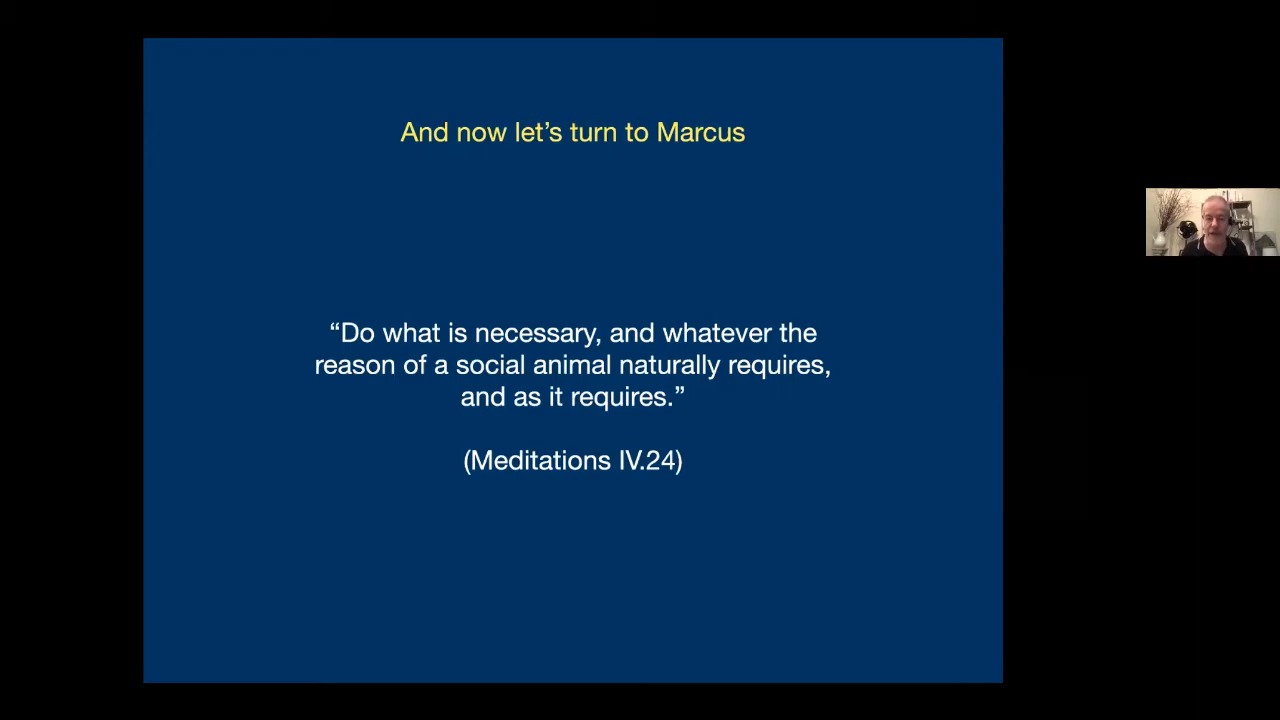 And now let’s turn to Marcus
“Do what is necessary, and whatever the
reason of a social animal naturally requires,
and as it requires.”
(Meditations IV.24)